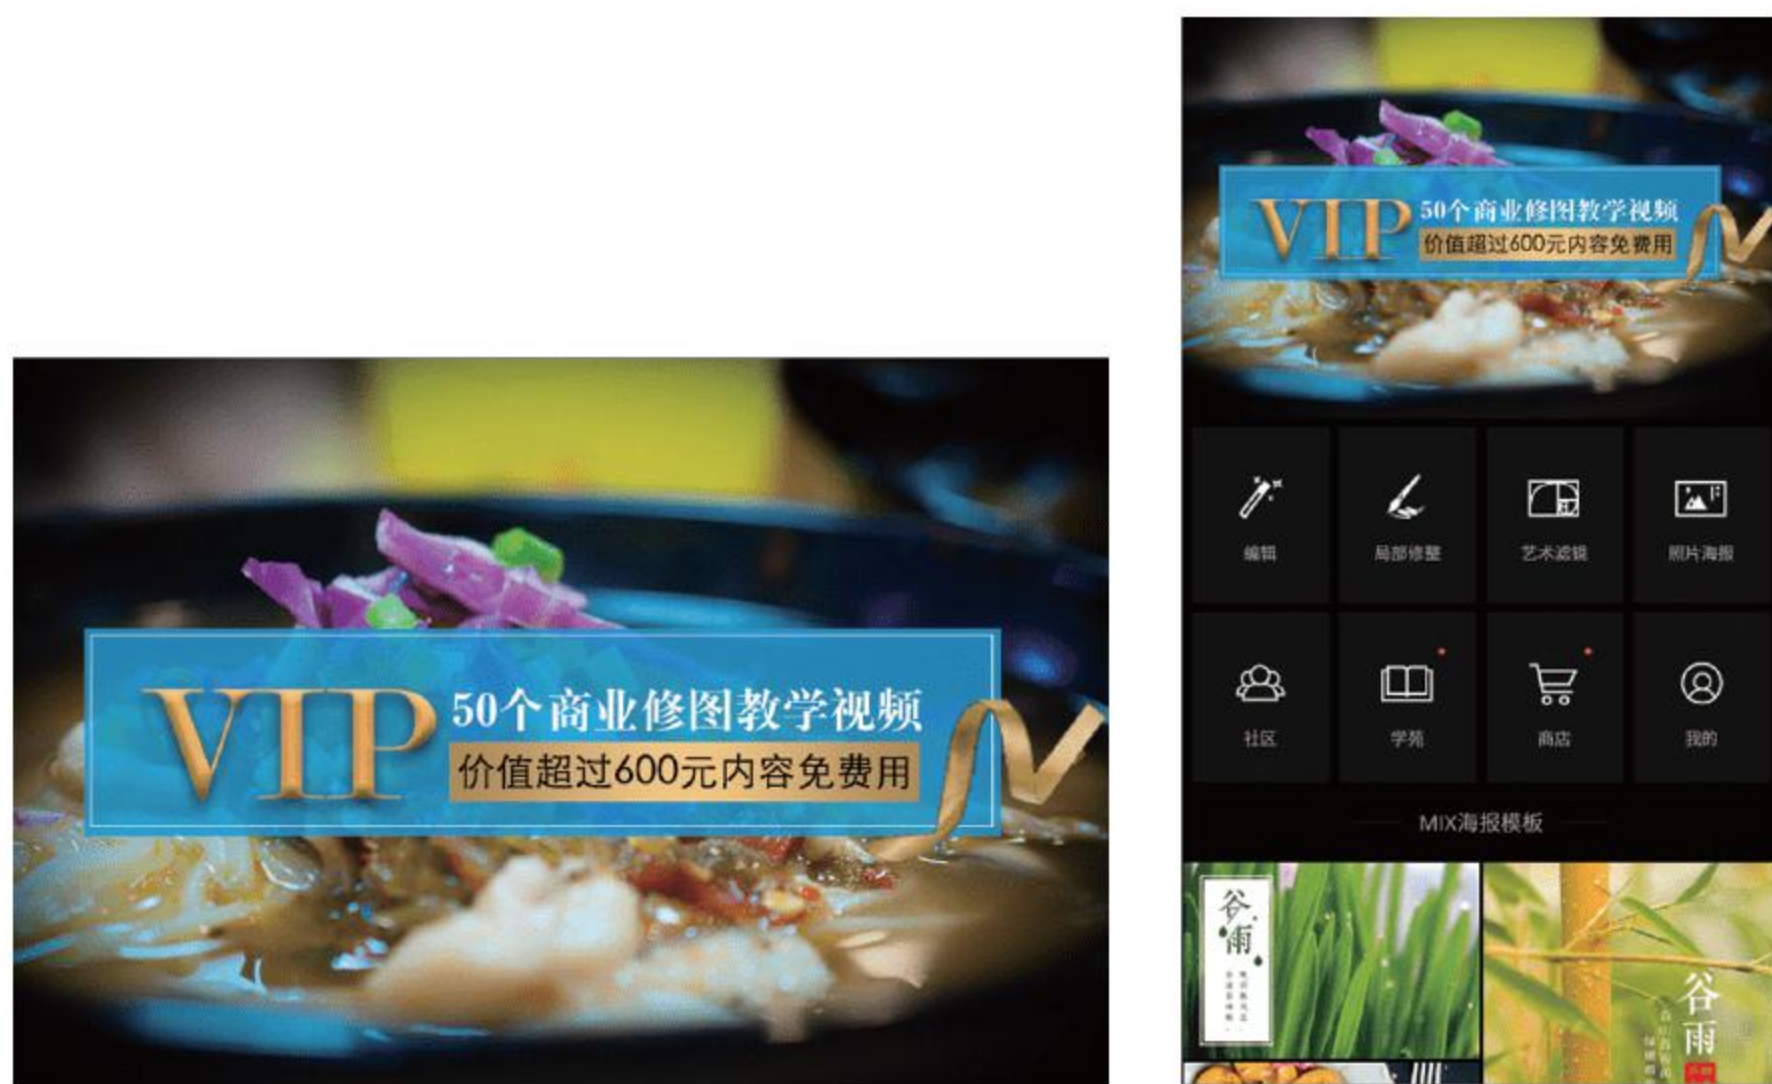 VIP
50个商业修图教学视频
价值超过600元内容免费用
VIP
50个商业修图教学视频
价值超过600元内容免费用
编辑
局部修整
艺术滤镜
照片海报
社区
学苑
商店
我的
MIX海报模板
谷雨
谷雨